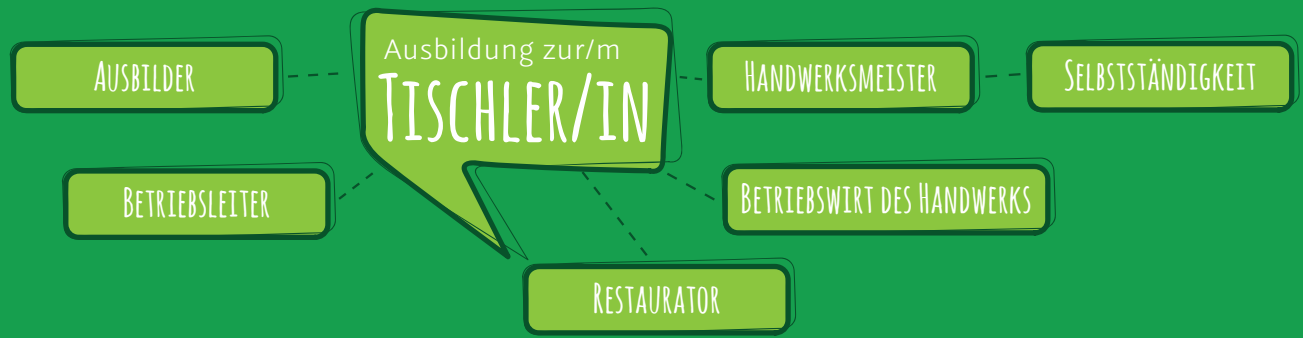 Ausbildung zur/m
TISCHLER/IN
AUSBILDER
HANDWERKSMEISTER
SELBSTSTÄNDIGKEIT
BETRIEBSLEITER
BETRIEBSWIRT DES HANDWERKS
RESTAURATOR